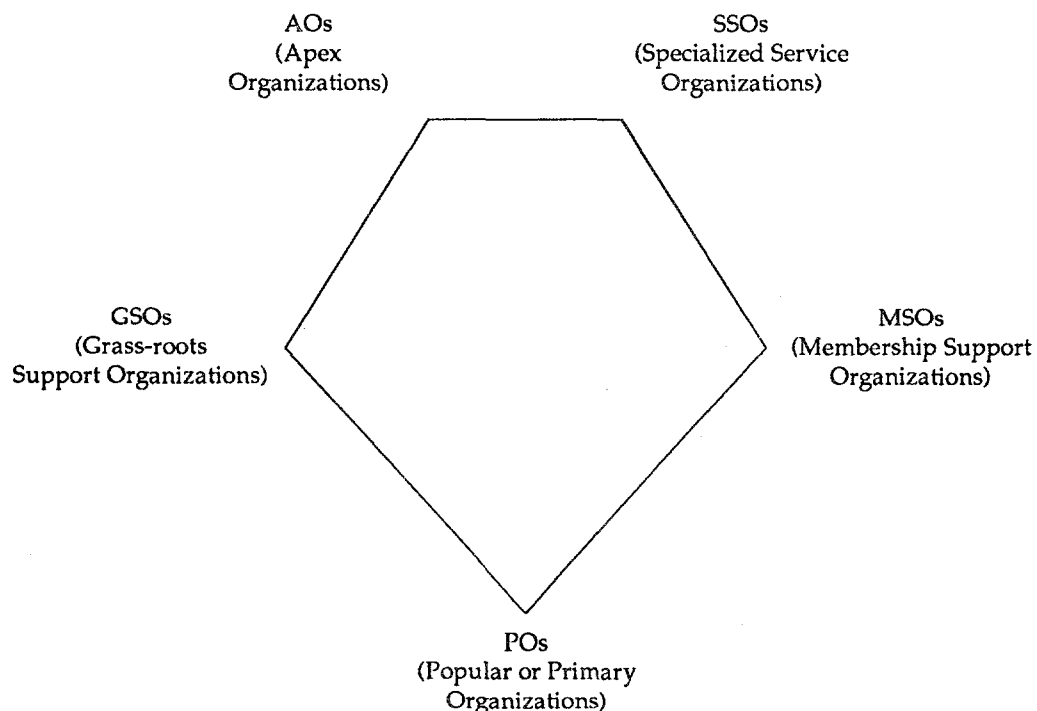 AOs
(Apex
Organizations)
SSOs
(Specialized Service
Organizations)
GSOs
(Grass-roots
Support Organizations)
MSOs
(Membership Support
Organizations)
POs
(Popular or Primary
Organizations)